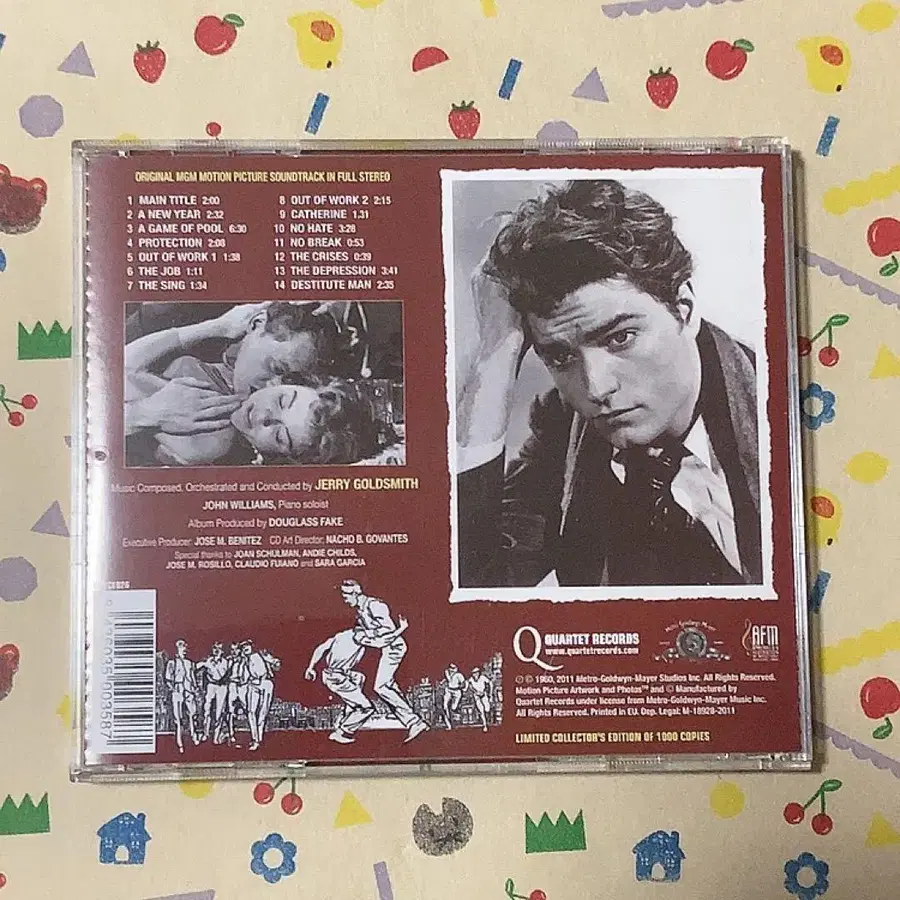 ORIGINAL MGM MOTION PICTURE SOUNDTRACK IN FULL STEREO
1 MAIN TITLE 2:00
2 A NEW YEAR 2:32
3 A GAME OF POOL 6:30
4 PROTECTION 2:08
5 OUT OF WORK 1 1:38
6 THE JOB 1:11
7 THE SING 1:34
8 OUT OF WORK 2 2:15
9 CATHERINE 1.31
10 NO HATE 3:28
11 NO BREAK 0:53
12 THE CRISES 0:39
13 THE DEPRESSION 3:41
14 DESTITUTE MAN 2:35
Music Composed, Orchestrated and Conducted by JERRY GOLDSMITH
JOHN WILLIAMS, Piano soloist
Album Produced by DOUGLASS FAKE
Executive Producer: JOSE M. BENITEZ CD Art Director: NACHO B. GOVANTES
Special thanks to JOAN SCHULMAN, ANDIE CHILDS,
JOSE M. ROSILLO, CLAUDIO FUIANO and SARA GARCIA
Q QUARTET RECORDS
www.quartetrecords.com
Metro Goldwyn Mayer
AFM
℗ © 1960, 2011 Metro-Goldwyn-Mayer Studios Inc. All Rights Reserved.
Motion Picture Artwork and Photos™ and © Manufactured by
Quartet Records under license from Metro-Goldwyn-Mayer Music Inc.
All Rights Reserved. Printed in EU. Dep. Legal: M-18928-2011
LIMITED COLLECTOR'S EDITION OF 1000 COPIES